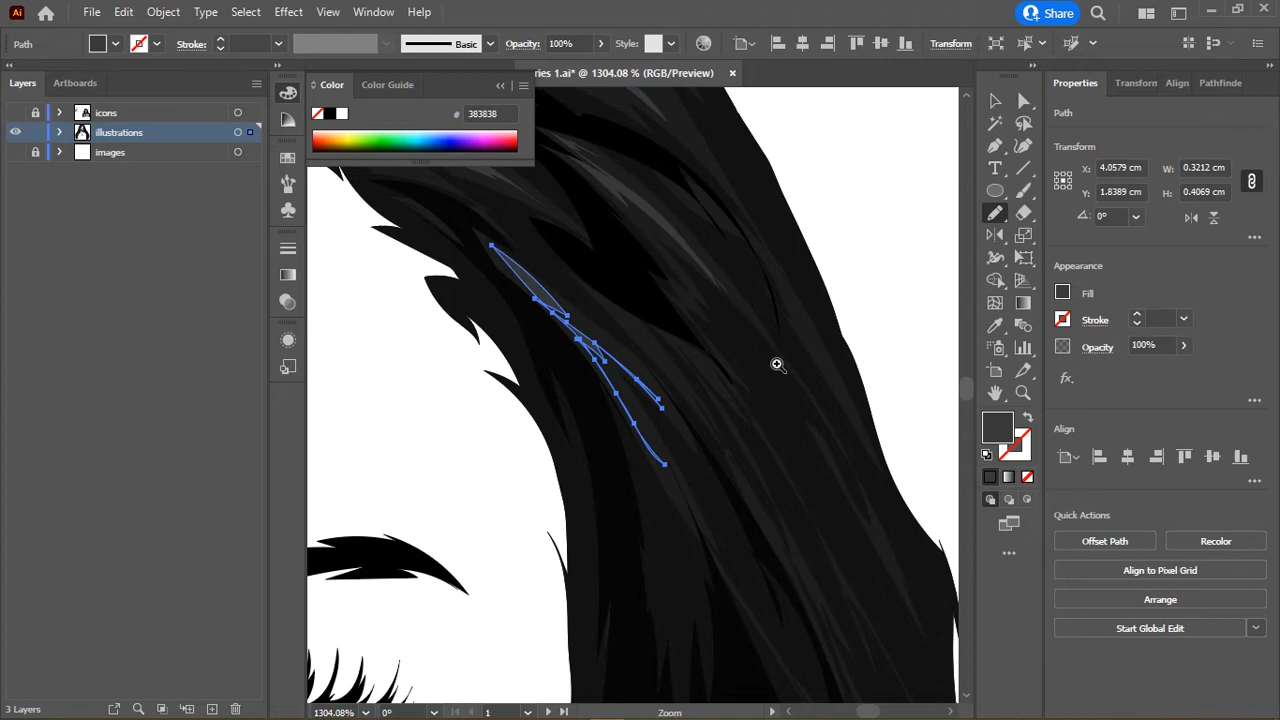 Ai File Edit Object Type Select Effect View Window Help Share
Path Stroke: Basic Opacity: 100% Style: Transform
Layers Artboards
ries 1.ai* @ 1304.08 % (RGB/Preview)
Color Color Guide
# 383838
icons
illustrations
images
Properties Transform Align Pathfinder
Path
Transform
X: 4.0579 cm W: 0.3212 cm
Y: 1.8389 cm H: 0.4069 cm
0°
Appearance
Fill
Stroke
Opacity 100%
fx
Align
Quick Actions
Offset Path Recolor
Align to Pixel Grid
Arrange
Start Global Edit
3 Layers 1304.08% 0° 1 Zoom